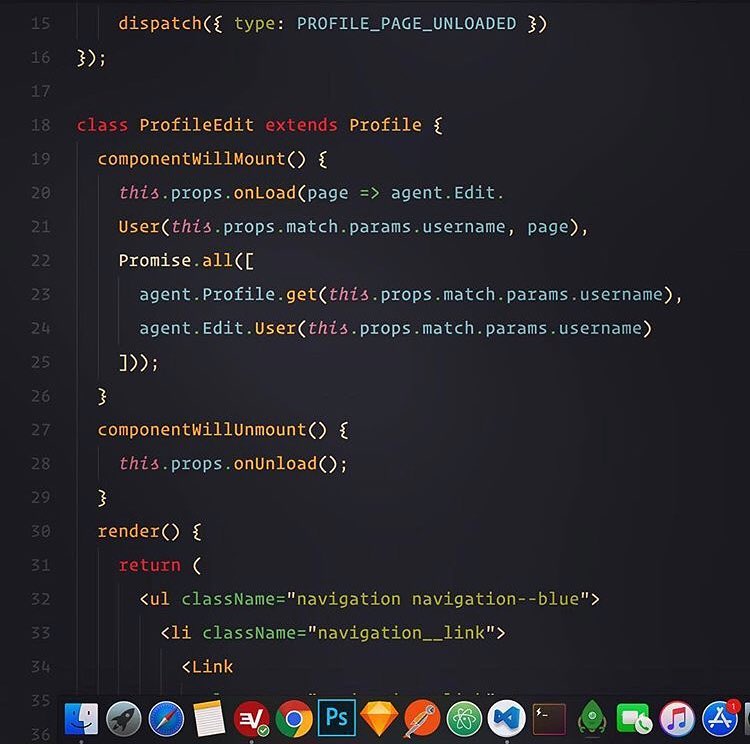 15 dispatch({ type: PROFILE_PAGE_UNLOADED })
16 });
17
18 class ProfileEdit extends Profile {
19 componentWillMount() {
20 this.props.onLoad(page => agent.Edit.
21 User(this.props.match.params.username, page),
22 Promise.all([
23 agent.Profile.get(this.props.match.params.username),
24 agent.Edit.User(this.props.match.params.username)
25 ]));
26 }
27 componentWillUnmount() {
28 this.props.onUnload();
29 }
30 render() {
31 return (
32 <ul className="navigation navigation--blue">
33 <li className="navigation__link">
34 <Link
35
36
Ps
1